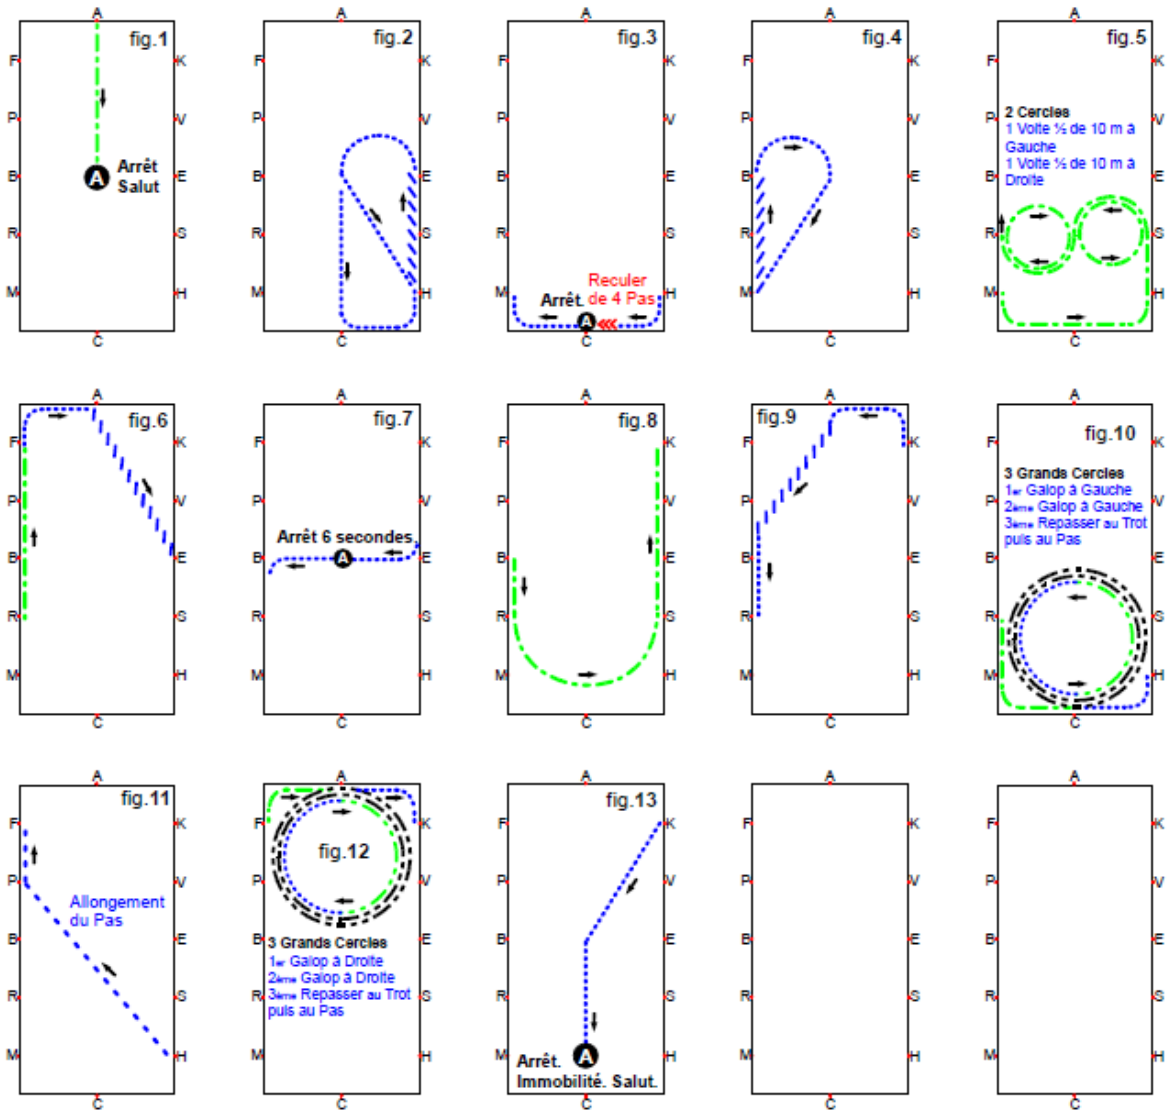 A
fig.1
F
K
P
V
B
E
A
Arrêt
Salut
R
S
M
H
C
A
fig.2
F
K
P
V
B
E
R
S
M
H
C
A
fig.3
F
K
P
V
B
E
R
S
M
H
Reculer
Arrêt. de 4 Pas
A
C
A
fig.4
F
K
P
V
B
E
R
S
M
H
C
A
fig.5
F
K
P
V
2 Cercles
1 Volte ½ de 10 m à
Gauche
1 Volte ½ de 10 m à
Droite
B
E
R
S
M
H
C
A
fig.6
F
K
P
V
B
E
R
S
M
H
C
A
fig.7
F
K
P
V
Arrêt 6 secondes.
B
A
E
R
S
M
H
C
A
fig.8
F
K
P
V
B
E
R
S
M
H
C
A
fig.9
F
K
P
V
B
E
R
S
M
H
C
A
fig.10
F
K
3 Grands Cercles
1er Galop à Gauche
2ème Galop à Gauche
3ème Repasser au Trot
puis au Pas
P
V
B
E
R
S
M
H
C
A
fig.11
F
K
P
V
Allongement
du Pas
B
E
R
S
M
H
C
A
F
K
fig.12
P
V
B
E
3 Grands Cercles
1er Galop à Droite
2ème Galop à Droite
3ème Repasser au Trot
puis au Pas
R
S
M
H
C
A
fig.13
F
K
P
V
B
E
R
S
M
H
A
Arrêt.
Immobilité. Salut.
C
A
F
K
P
V
B
E
R
S
M
H
C
A
F
K
P
V
B
E
R
S
M
H
C